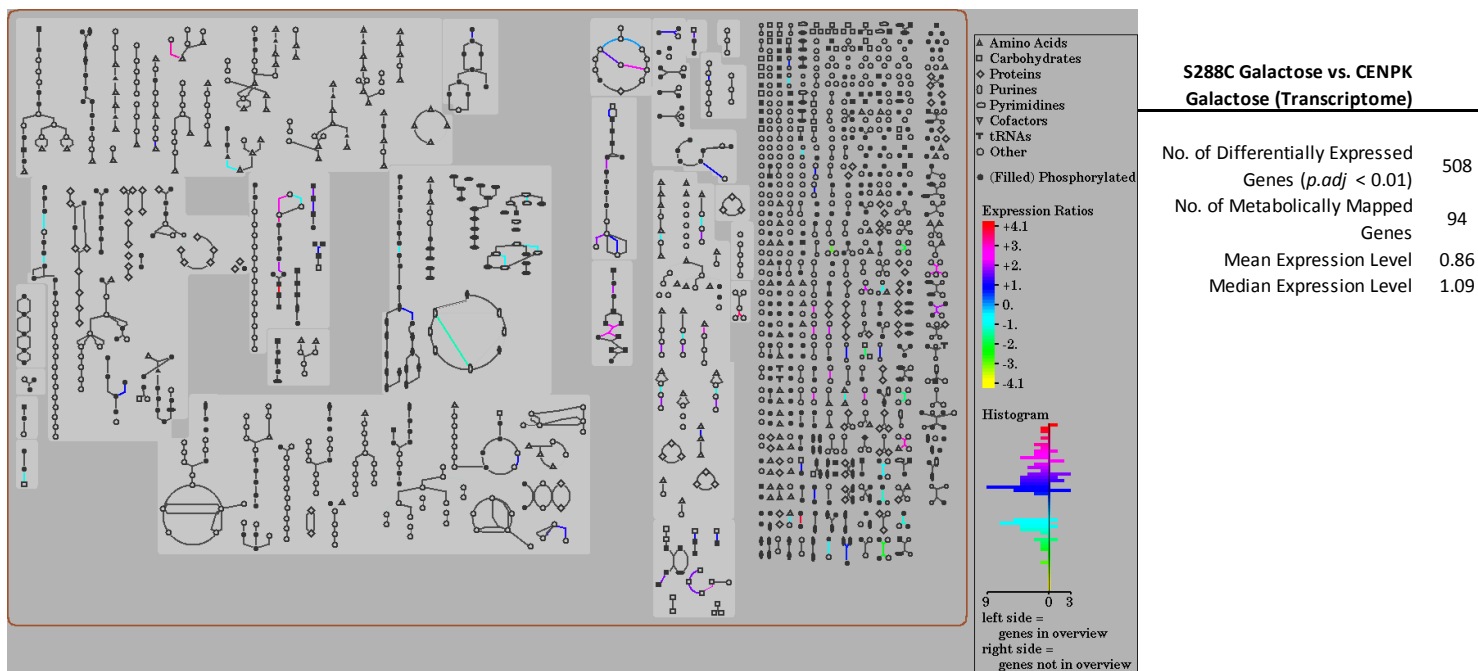 Amino Acids
Carbohydrates
Proteins
Purines
Pyrimidines
Cofactors
tRNAs
Other
(Filled) Phosphorylated
Expression Ratios
+4.1
+3.
+2.
+1.
0.
-1.
-2.
-3.
-4.1
Histogram
9 0 3
left side =
genes in overview
right side =
genes not in overview
S288C Galactose vs. CENPK
Galactose (Transcriptome)
No. of Differentially Expressed
Genes (p.adj < 0.01) 508
No. of Metabolically Mapped
Genes 94
Mean Expression Level 0.86
Median Expression Level 1.09